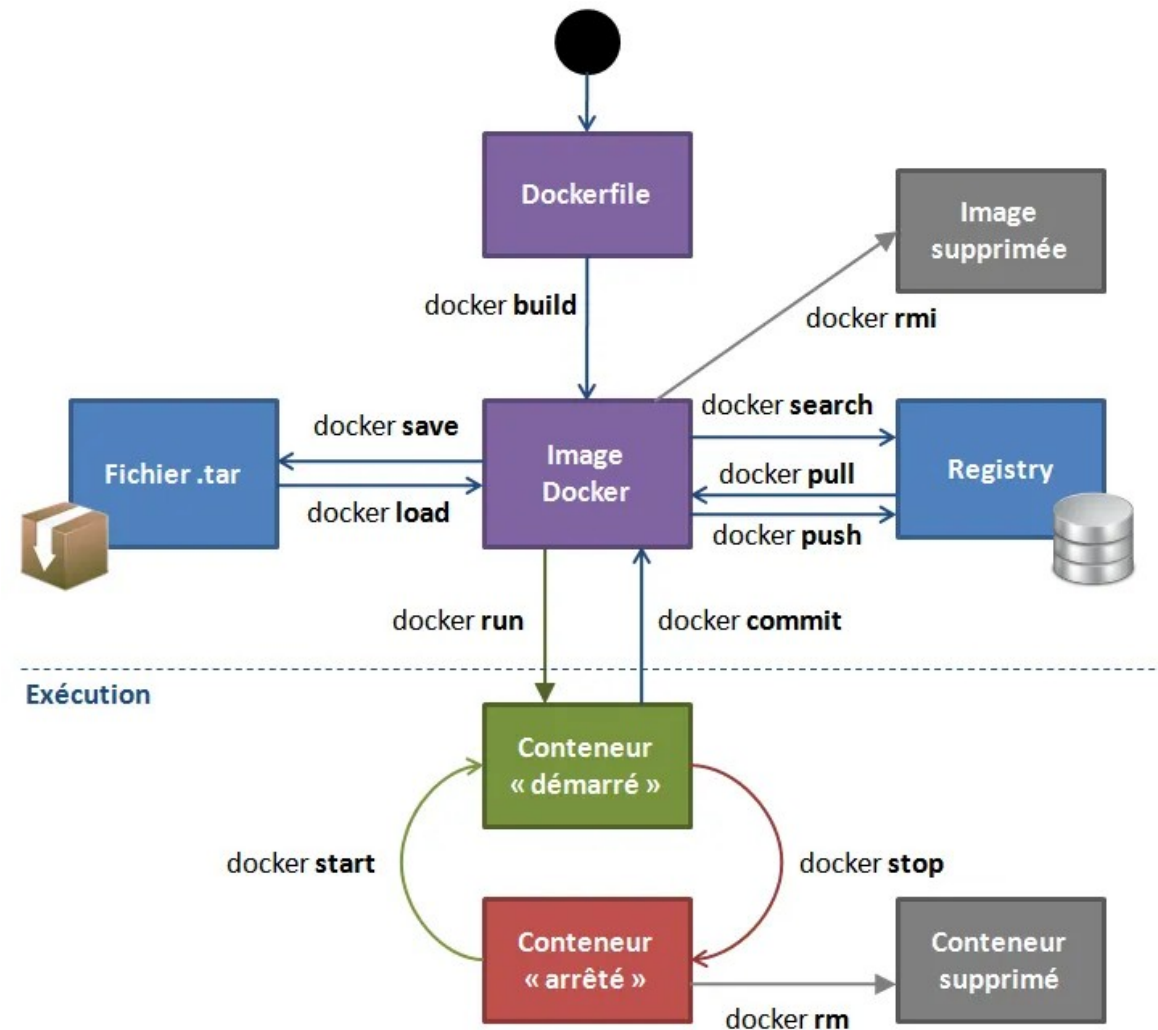 Dockerfile
Image
supprimée
docker build
docker rmi
docker search
docker save
Image
Docker
Fichier .tar
Registry
docker pull
docker load
docker push
docker run
docker commit
Exécution
Conteneur
« démarré »
docker start
docker stop
Conteneur
« arrêté »
Conteneur
supprimé
docker rm